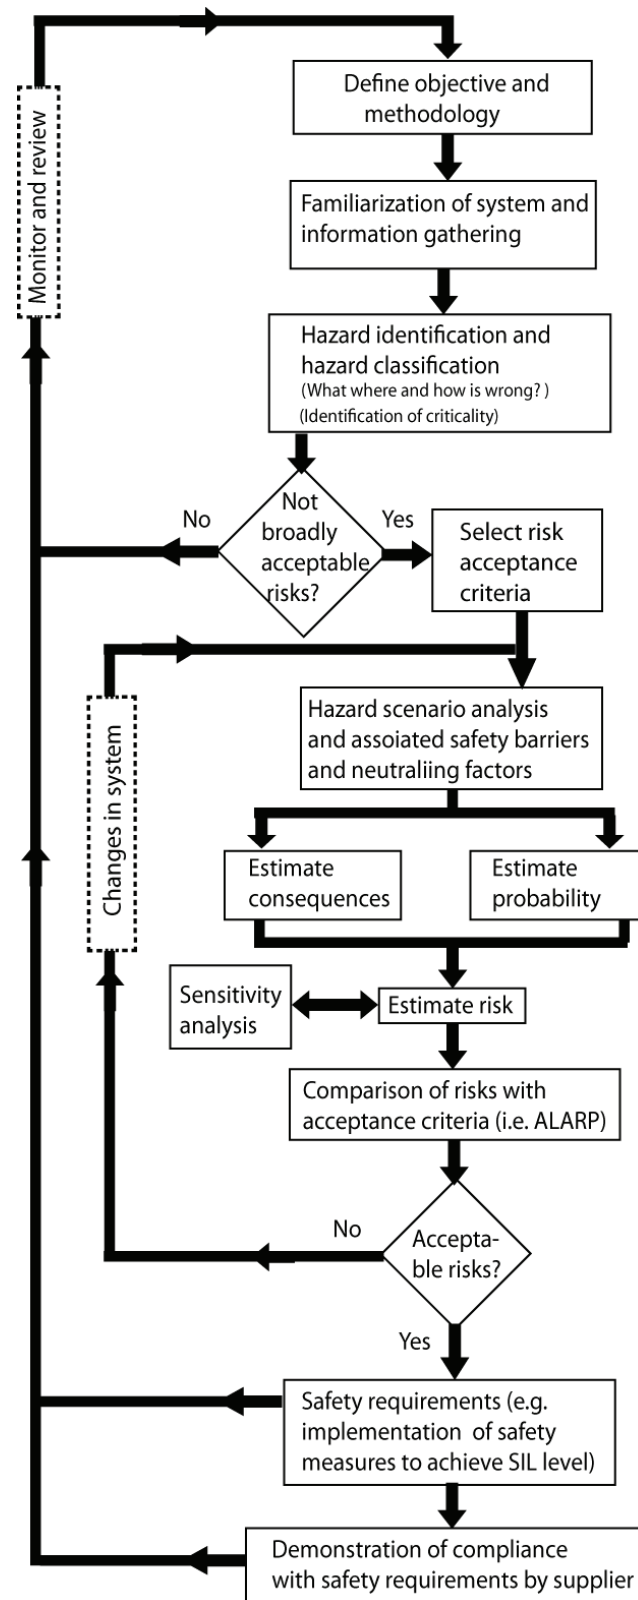 Define objective and
methodology
Monitor and review
Familiarization of system and
information gathering
Hazard identification and
hazard classification
(What where and how is wrong? )
(Identification of criticality)
No
Not
broadly
acceptable
risks?
Yes
Select risk
acceptance
criteria
Changes in system
Hazard scenario analysis
and assoiated safety barriers
and neutraliing factors
Estimate
consequences
Estimate
probability
Sensitivity
analysis
Estimate risk
Comparison of risks with
acceptance criteria (i.e. ALARP)
No
Accepta-
ble risks?
Yes
Safety requirements (e.g.
implementation of safety
measures to achieve SIL level)
Demonstration of compliance
with safety requirements by supplier